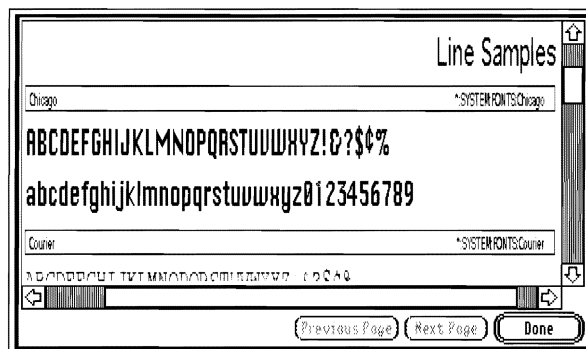 Line Samples
Chicago *:SYSTEM:FONTS:Chicago
ABCDEFGHIJKLMNOPQRSTUVWXYZ!&?$¢%
abcdefghijklmnopqrstuvwxyz0123456789
Courier *:SYSTEM:FONTS:Courier
Previous Page Next Page Done